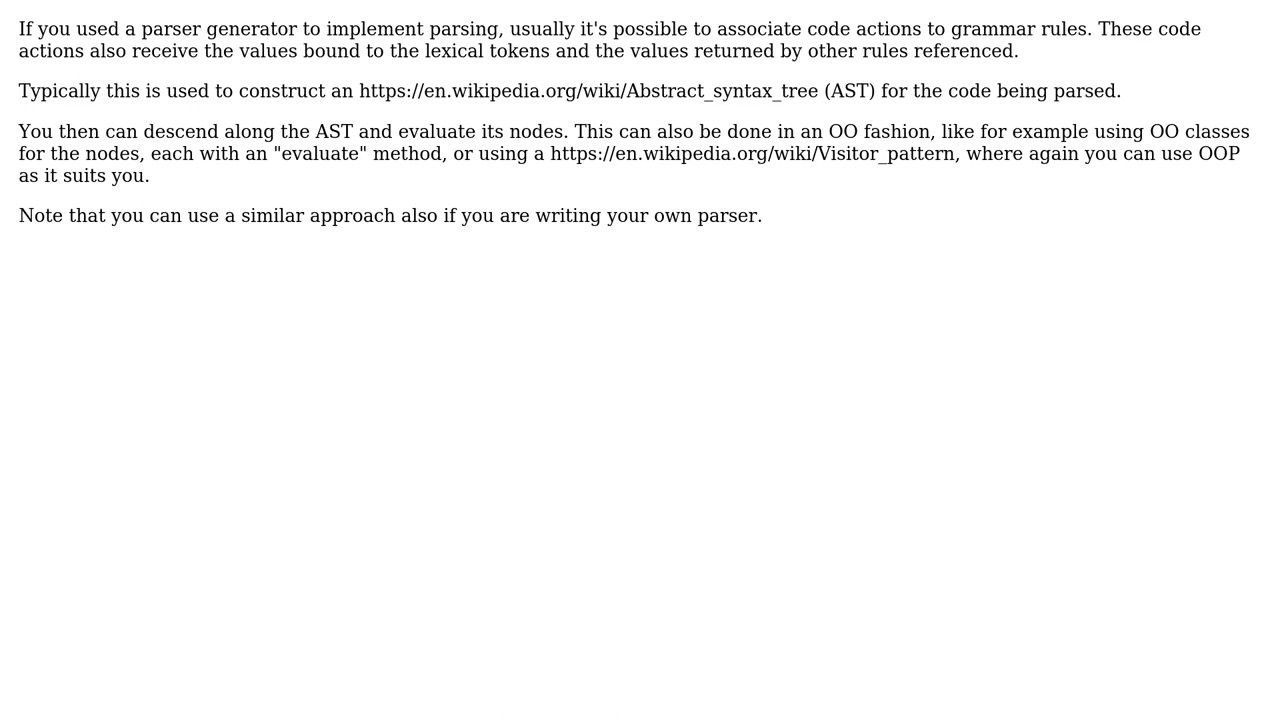 If you used a parser generator to implement parsing, usually it's possible to associate code actions to grammar rules. These code
actions also receive the values bound to the lexical tokens and the values returned by other rules referenced.
Typically this is used to construct an https://en.wikipedia.org/wiki/Abstract_syntax_tree (AST) for the code being parsed.
You then can descend along the AST and evaluate its nodes. This can also be done in an OO fashion, like for example using OO classes
for the nodes, each with an "evaluate" method, or using a https://en.wikipedia.org/wiki/Visitor_pattern, where again you can use OOP
as it suits you.
Note that you can use a similar approach also if you are writing your own parser.